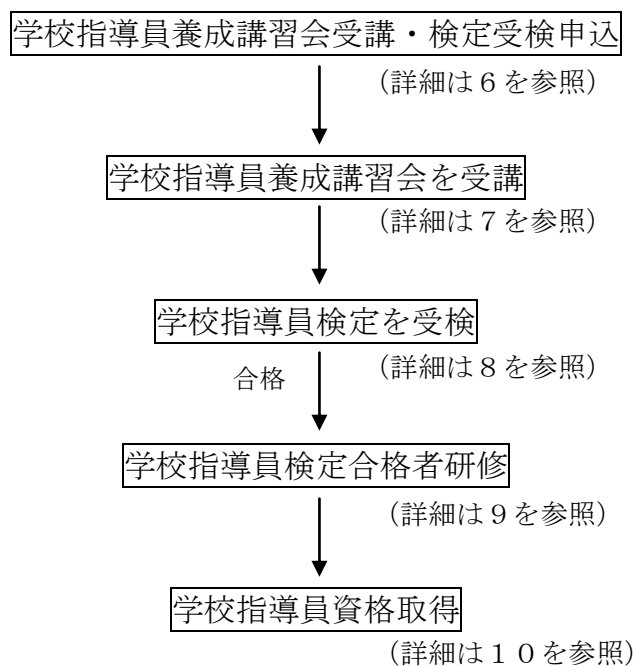 学校指導員養成講習会受講・検定受検申込
（詳細は６を参照）
学校指導員養成講習会を受講
（詳細は７を参照）
学校指導員検定を受検
合格
（詳細は８を参照）
学校指導員検定合格者研修
（詳細は９を参照）
学校指導員資格取得
（詳細は１０を参照）